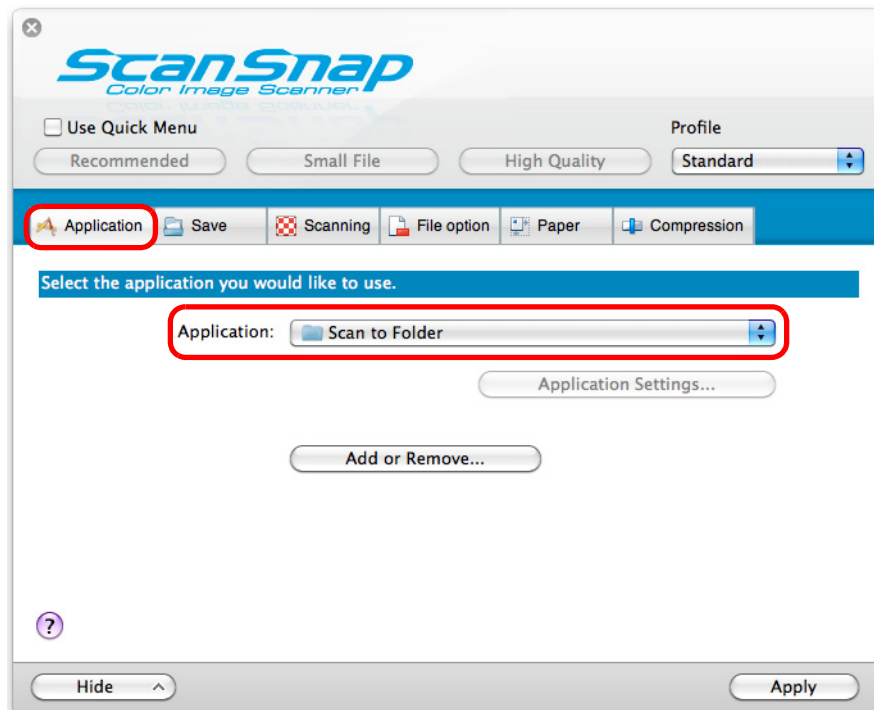 ScanSnap
Color Image Scanner
Use Quick Menu
Profile
Recommended
Small File
High Quality
Standard
Application
Save
Scanning
File option
Paper
Compression
Select the application you would like to use.
Application:
Scan to Folder
Application Settings...
Add or Remove...
?
Hide
Apply